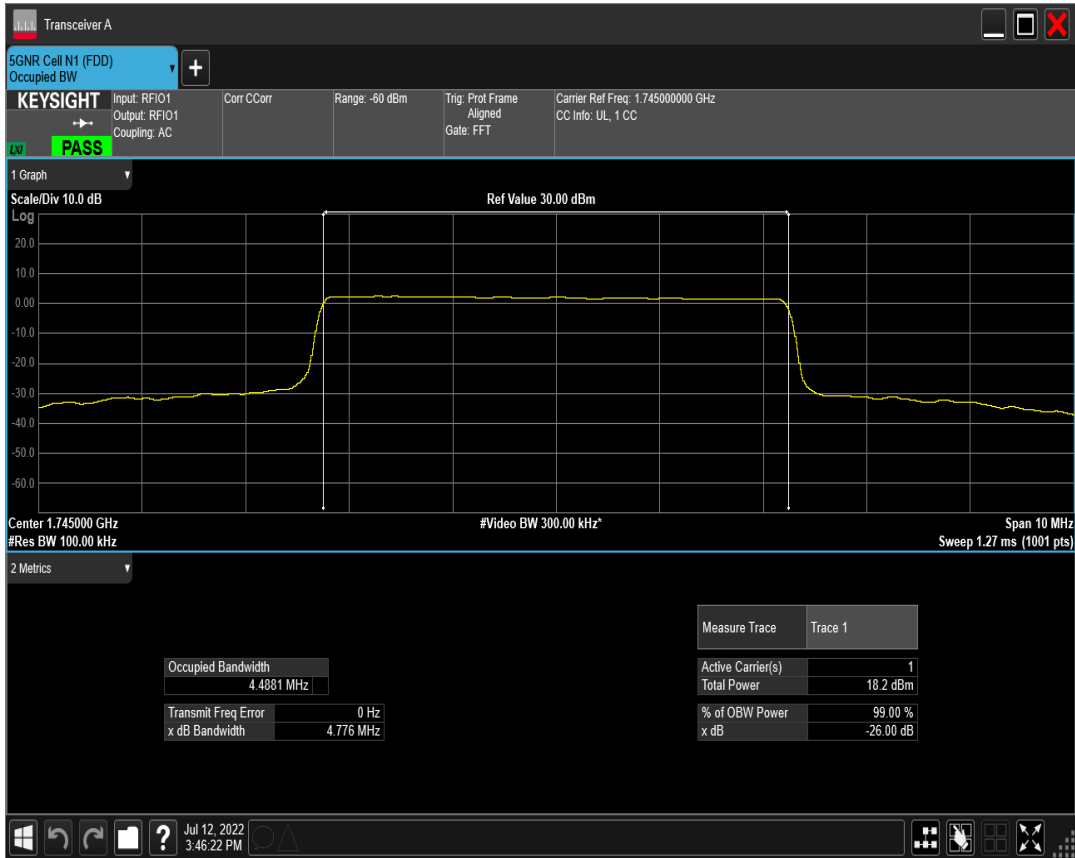 Transceiver A
5GNR Cell N1 (FDD)
Occupied BW
+
KEYSIGHT
LXI
PASS
Input: RFIO1
Output: RFIO1
Coupling: AC
Corr CCorr
Range: -60 dBm
Trig: Prot Frame
Aligned
Gate: FFT
Carrier Ref Freq: 1.745000000 GHz
CC Info: UL, 1 CC
1 Graph
Scale/Div 10.0 dB
Ref Value 30.00 dBm
Log
20.0
10.0
0.00
-10.0
-20.0
-30.0
-40.0
-50.0
-60.0
Center 1.745000 GHz
#Video BW 300.00 kHz*
Span 10 MHz
#Res BW 100.00 kHz
Sweep 1.27 ms (1001 pts)
2 Metrics
Measure Trace Trace 1
Occupied Bandwidth
4.4881 MHz
Active Carrier(s) 1
Total Power 18.2 dBm
Transmit Freq Error 0 Hz
x dB Bandwidth 4.776 MHz
% of OBW Power 99.00 %
x dB -26.00 dB
?
Jul 12, 2022
3:46:22 PM